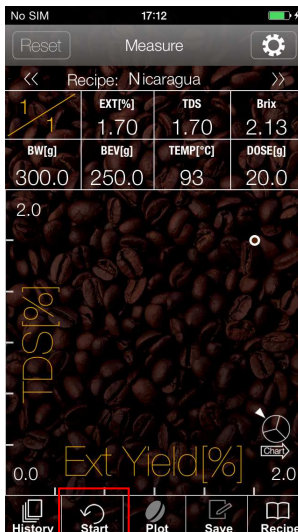 No SIM 17:12
Reset Measure
<< Recipe: Nicaragua >>
1/1 EXT[%] TDS Brix
1.70 1.70 2.13
BW[g] BEV[g] TEMP[°C] DOSE[g]
300.0 250.0 93 20.0
2.0
TDS[%]
Chart
0.0 Ext Yield[%] 2.0
History Start Plot Save Recipe